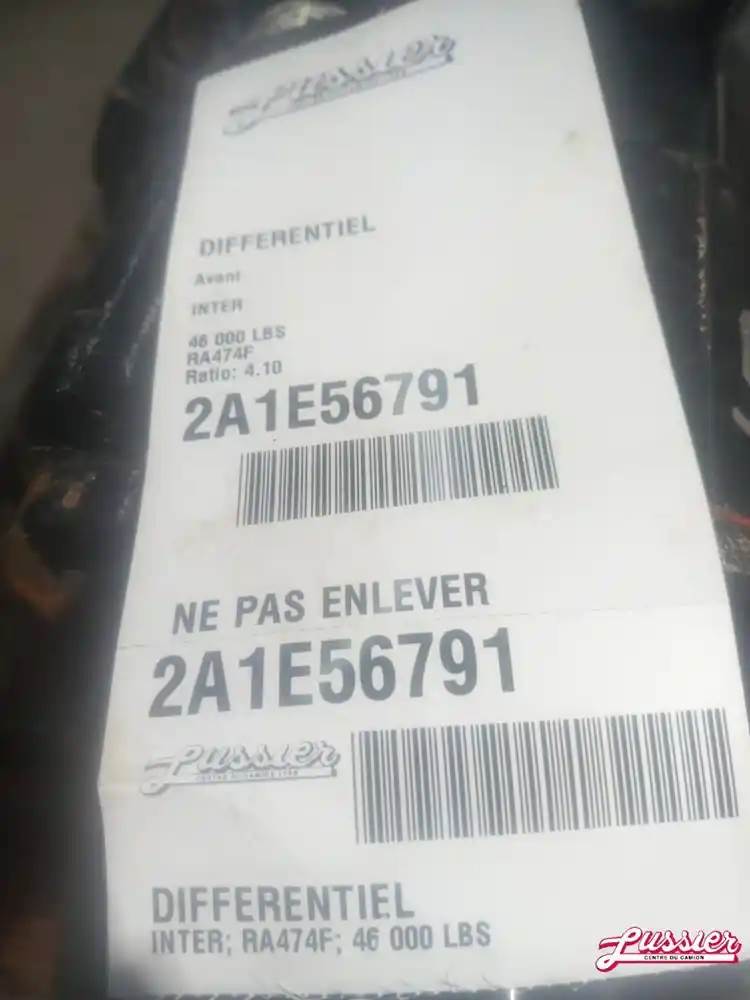 Lussier
DIFFERENTIEL
Avant
INTER
46 000 LBS
RA474F
Ratio: 4.10
2A1E56791
NE PAS ENLEVER
2A1E56791
Lussier
DIFFERENTIEL
INTER; RA474F; 46 000 LBS
Lussier
CENTRE DU CAMION